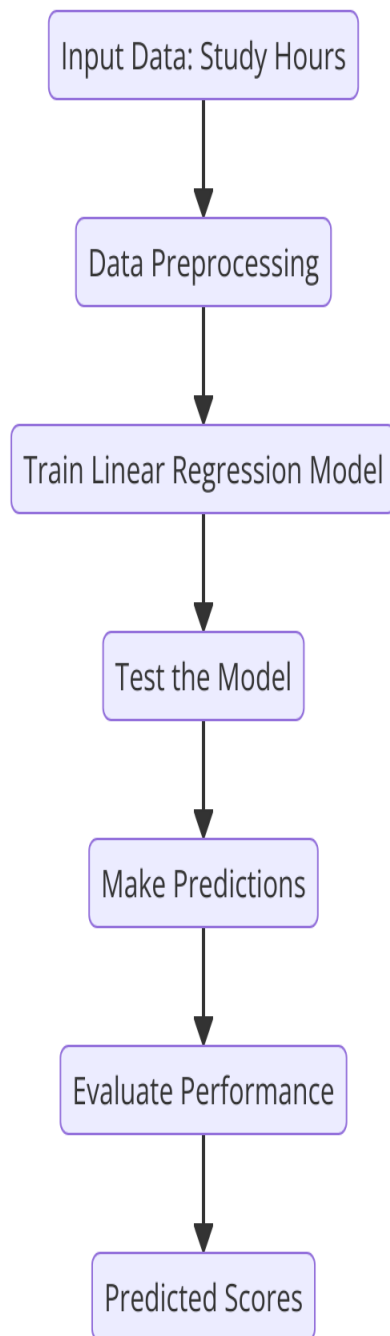 Input Data: Study Hours
Data Preprocessing
Train Linear Regression Model
Test the Model
Make Predictions
Evaluate Performance
Predicted Scores